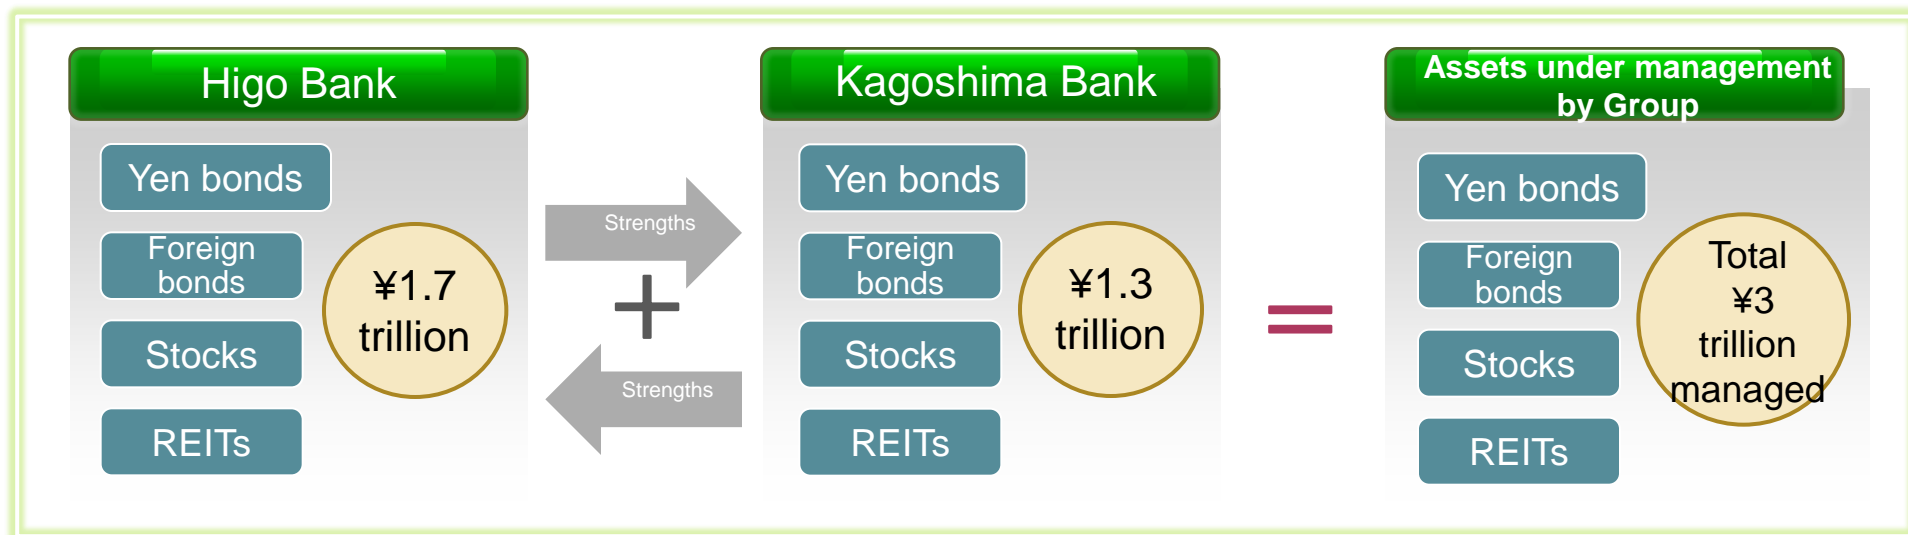 Higo Bank
Yen bonds
Foreign
bonds
Stocks
REITs
¥1.7
trillion
Strengths
+
Strengths
Kagoshima Bank
Yen bonds
Foreign
bonds
Stocks
REITs
¥1.3
trillion
=
Assets under management
by Group
Yen bonds
Foreign
bonds
Stocks
REITs
Total
¥3
trillion
managed